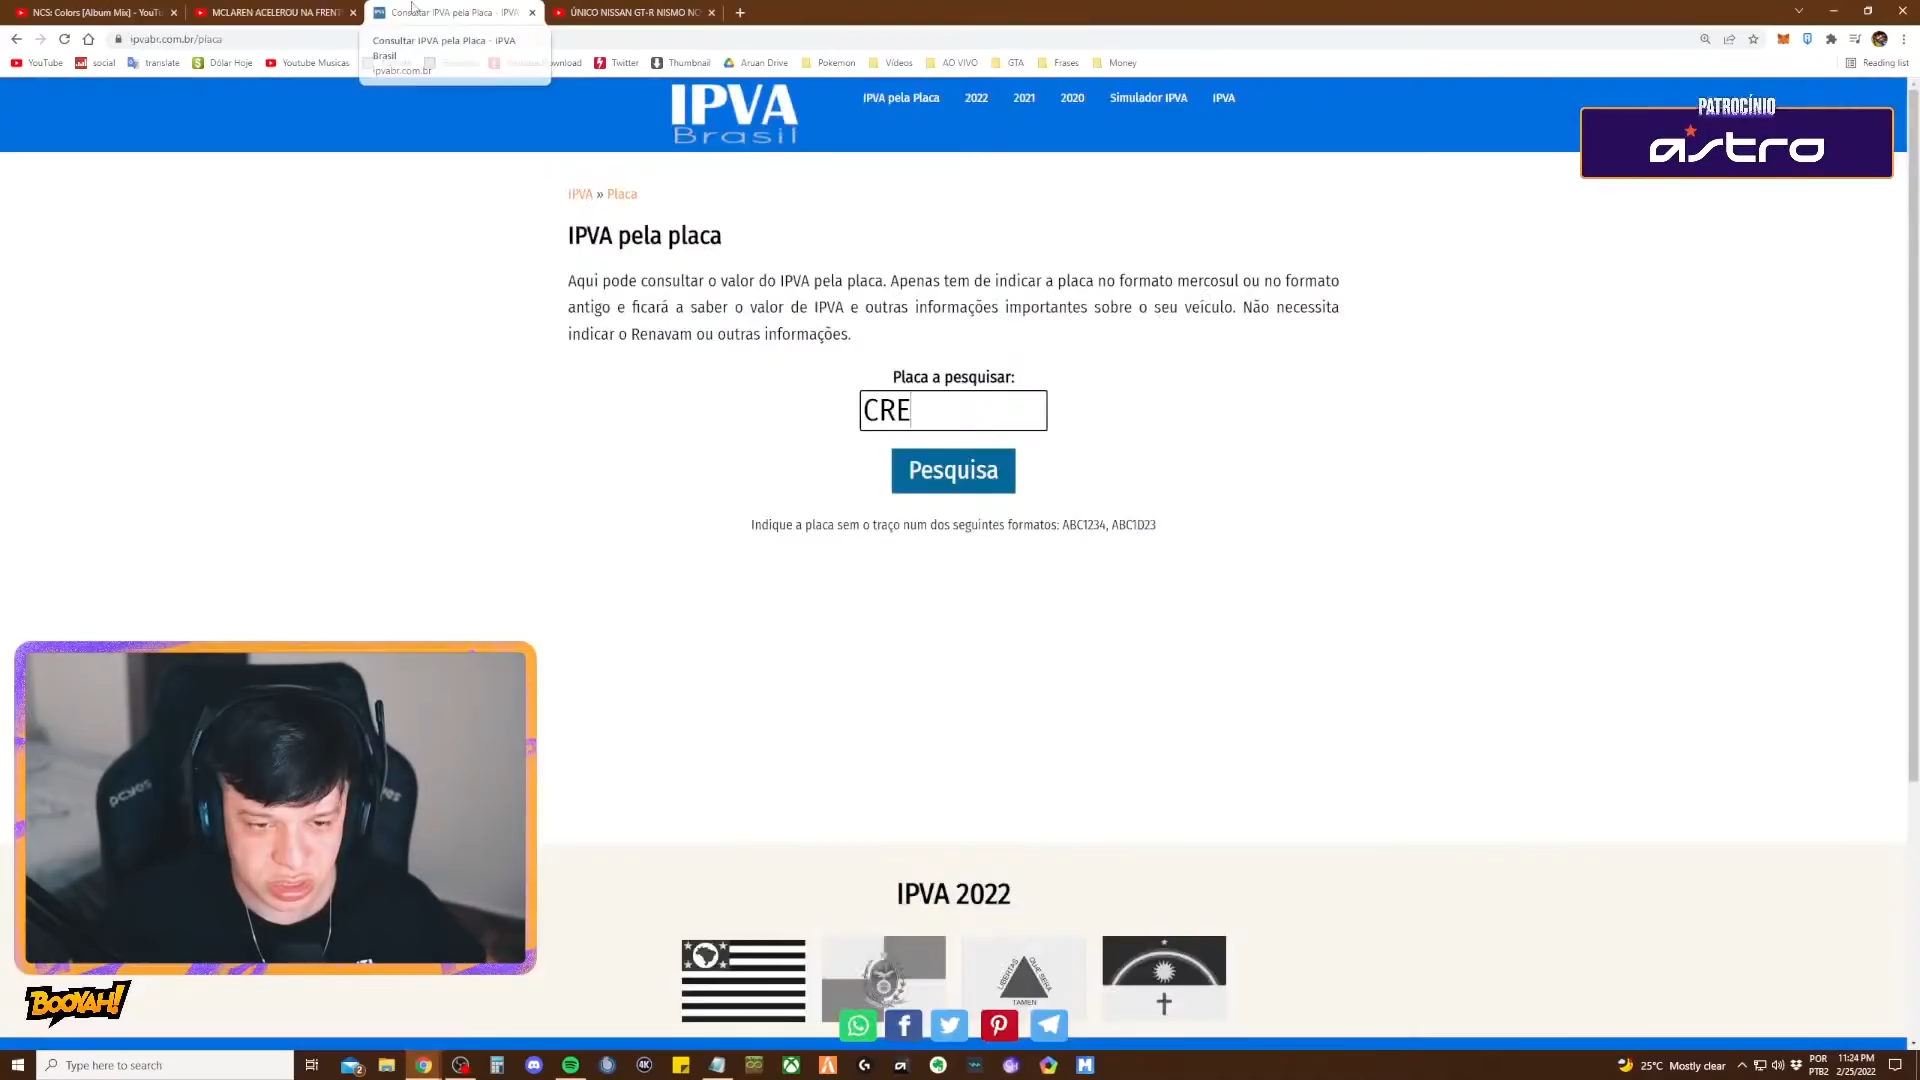 NCS: Colors [Album Mix] - YouTu
MCLAREN ACELEROU NA FRENT
Consultar IPVA pela Placa - IPVA
ÚNICO NISSAN GT-R NISMO NO
ipvabr.com.br/placa
Consultar IPVA pela Placa - IPVA
Brasil
ipvabr.com.br
YouTube
social
translate
Dólar Hoje
Youtube Musicas
Twitter
Thumbnail
Aruan Drive
Pokemon
Vídeos
AO VIVO
GTA
Frases
Money
Reading list
IPVA
Brasil
IPVA pela Placa
2022
2021
2020
Simulador IPVA
IPVA
PATROCÍNIO
astro
IPVA » Placa
IPVA pela placa
Aqui pode consultar o valor do IPVA pela placa. Apenas tem de indicar a placa no formato mercosul ou no formato
antigo e ficará a saber o valor de IPVA e outras informações importantes sobre o seu veículo. Não necessita
indicar o Renavam ou outras informações.
Placa a pesquisar:
CRE
Pesquisa
Indique a placa sem o traço num dos seguintes formatos: ABC1234, ABC1D23
pcyes
BOOYAH!
IPVA 2022
LIBERTAS
TAMEN
Type here to search
25°C Mostly clear
POR
PTB2
11:24 PM
2/25/2022